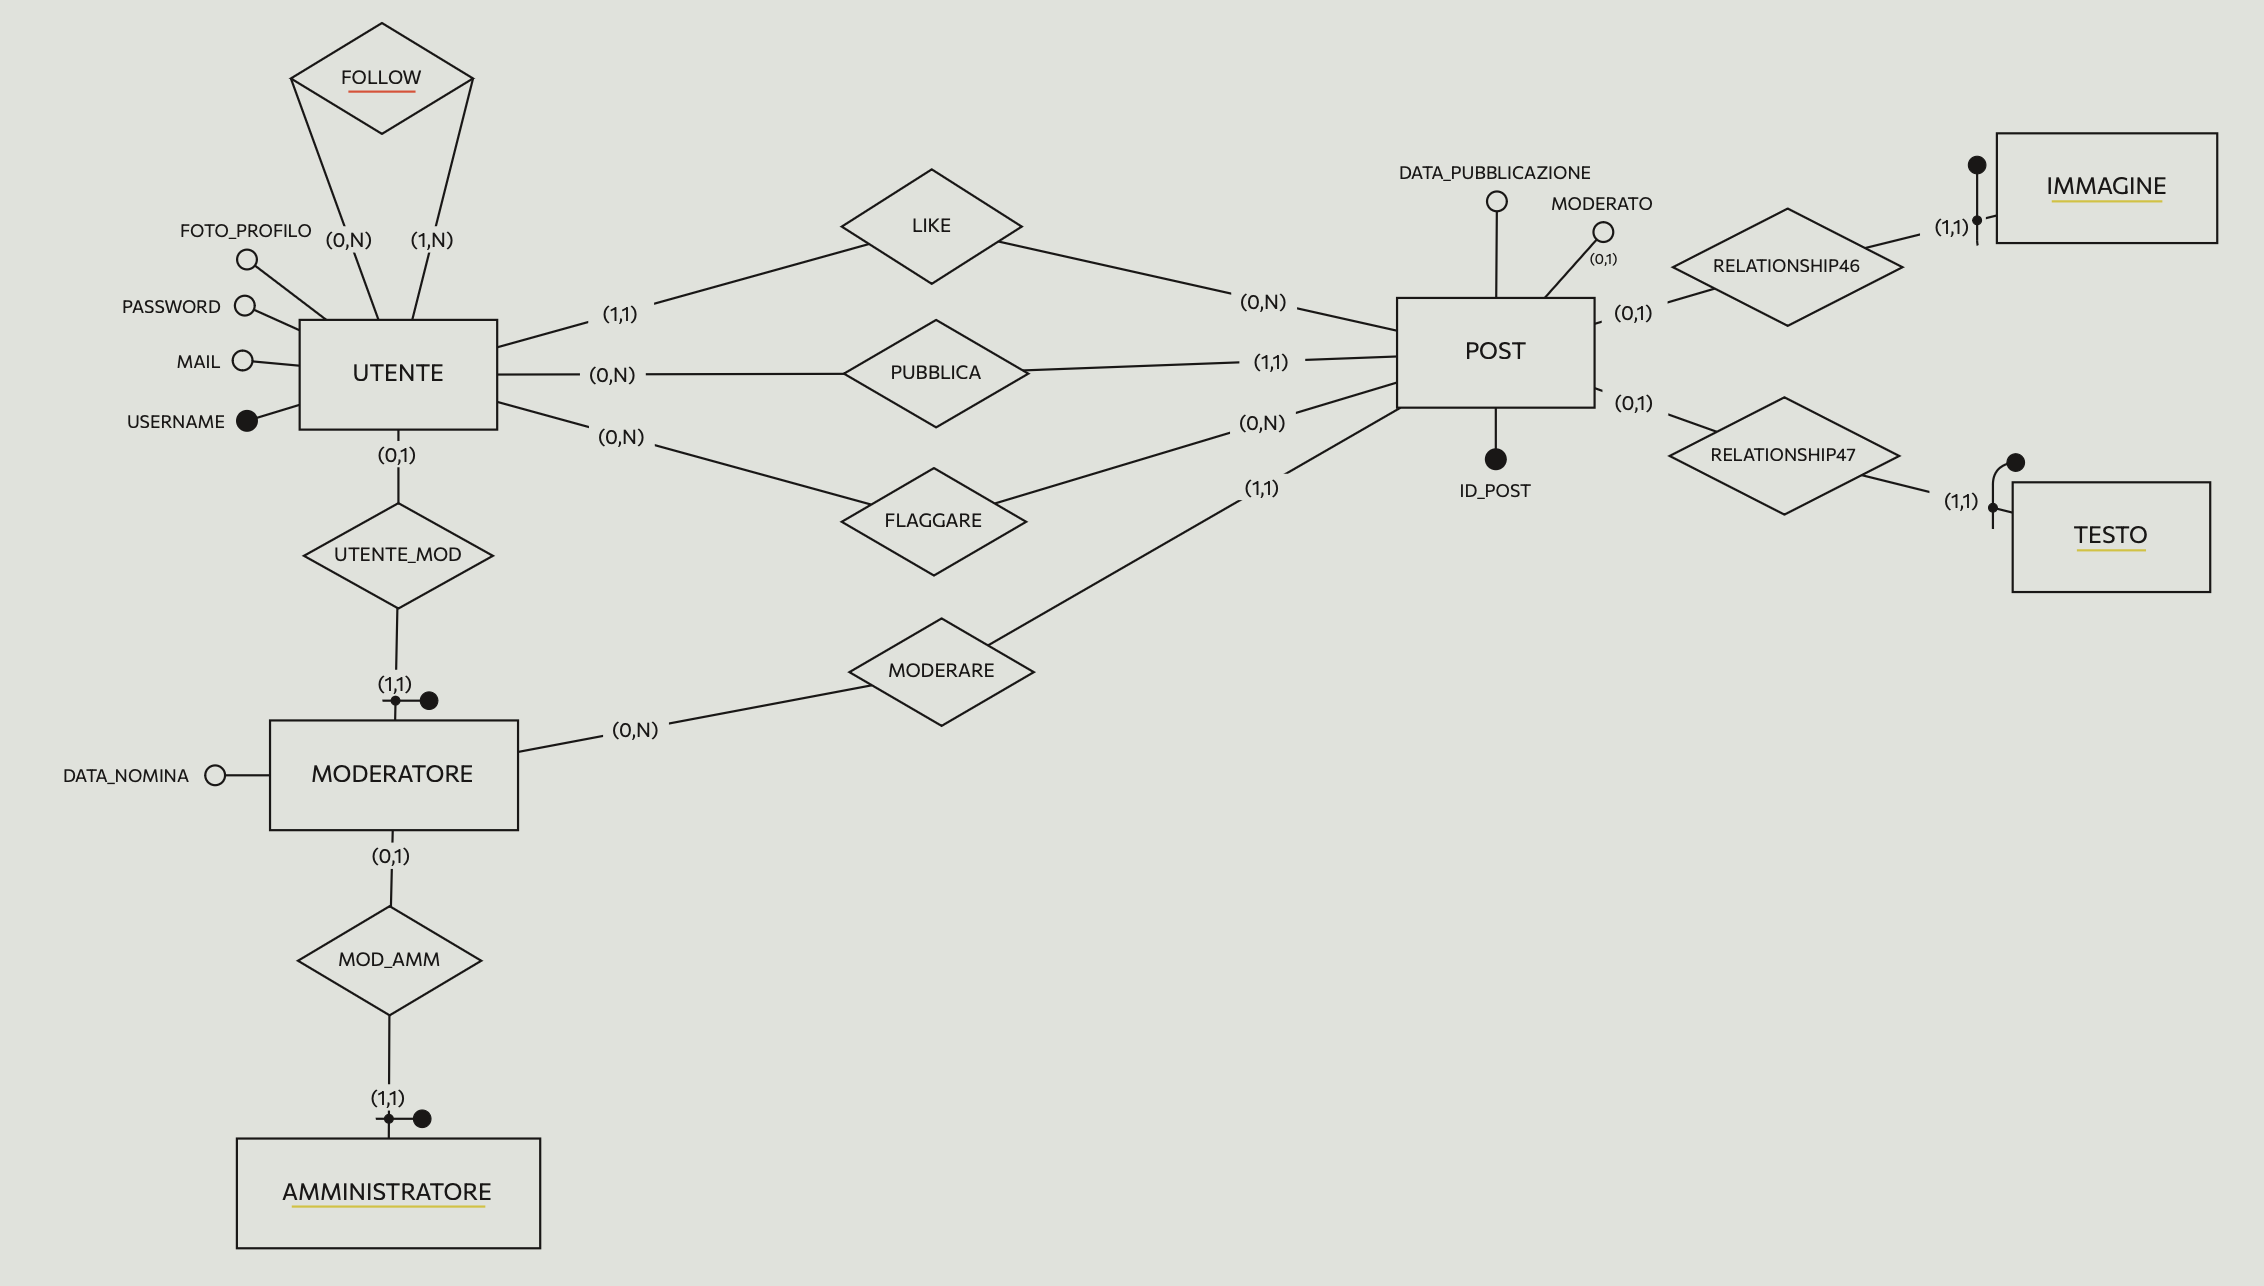 FOLLOW
FOTO_PROFILO
(0,N)
(1,N)
PASSWORD
MAIL
USERNAME
UTENTE
(0,1)
UTENTE_MOD
(1,1)
DATA_NOMINA
MODERATORE
(0,1)
MOD_AMM
(1,1)
AMMINISTRATORE
(1,1)
LIKE
(0,N)
(0,N)
PUBBLICA
(1,1)
(0,N)
FLAGGARE
(0,N)
(0,N)
MODERARE
(1,1)
DATA_PUBBLICAZIONE
MODERATO
(0,1)
POST
ID_POST
(0,1)
RELATIONSHIP46
(1,1)
IMMAGINE
(0,1)
RELATIONSHIP47
(1,1)
TESTO